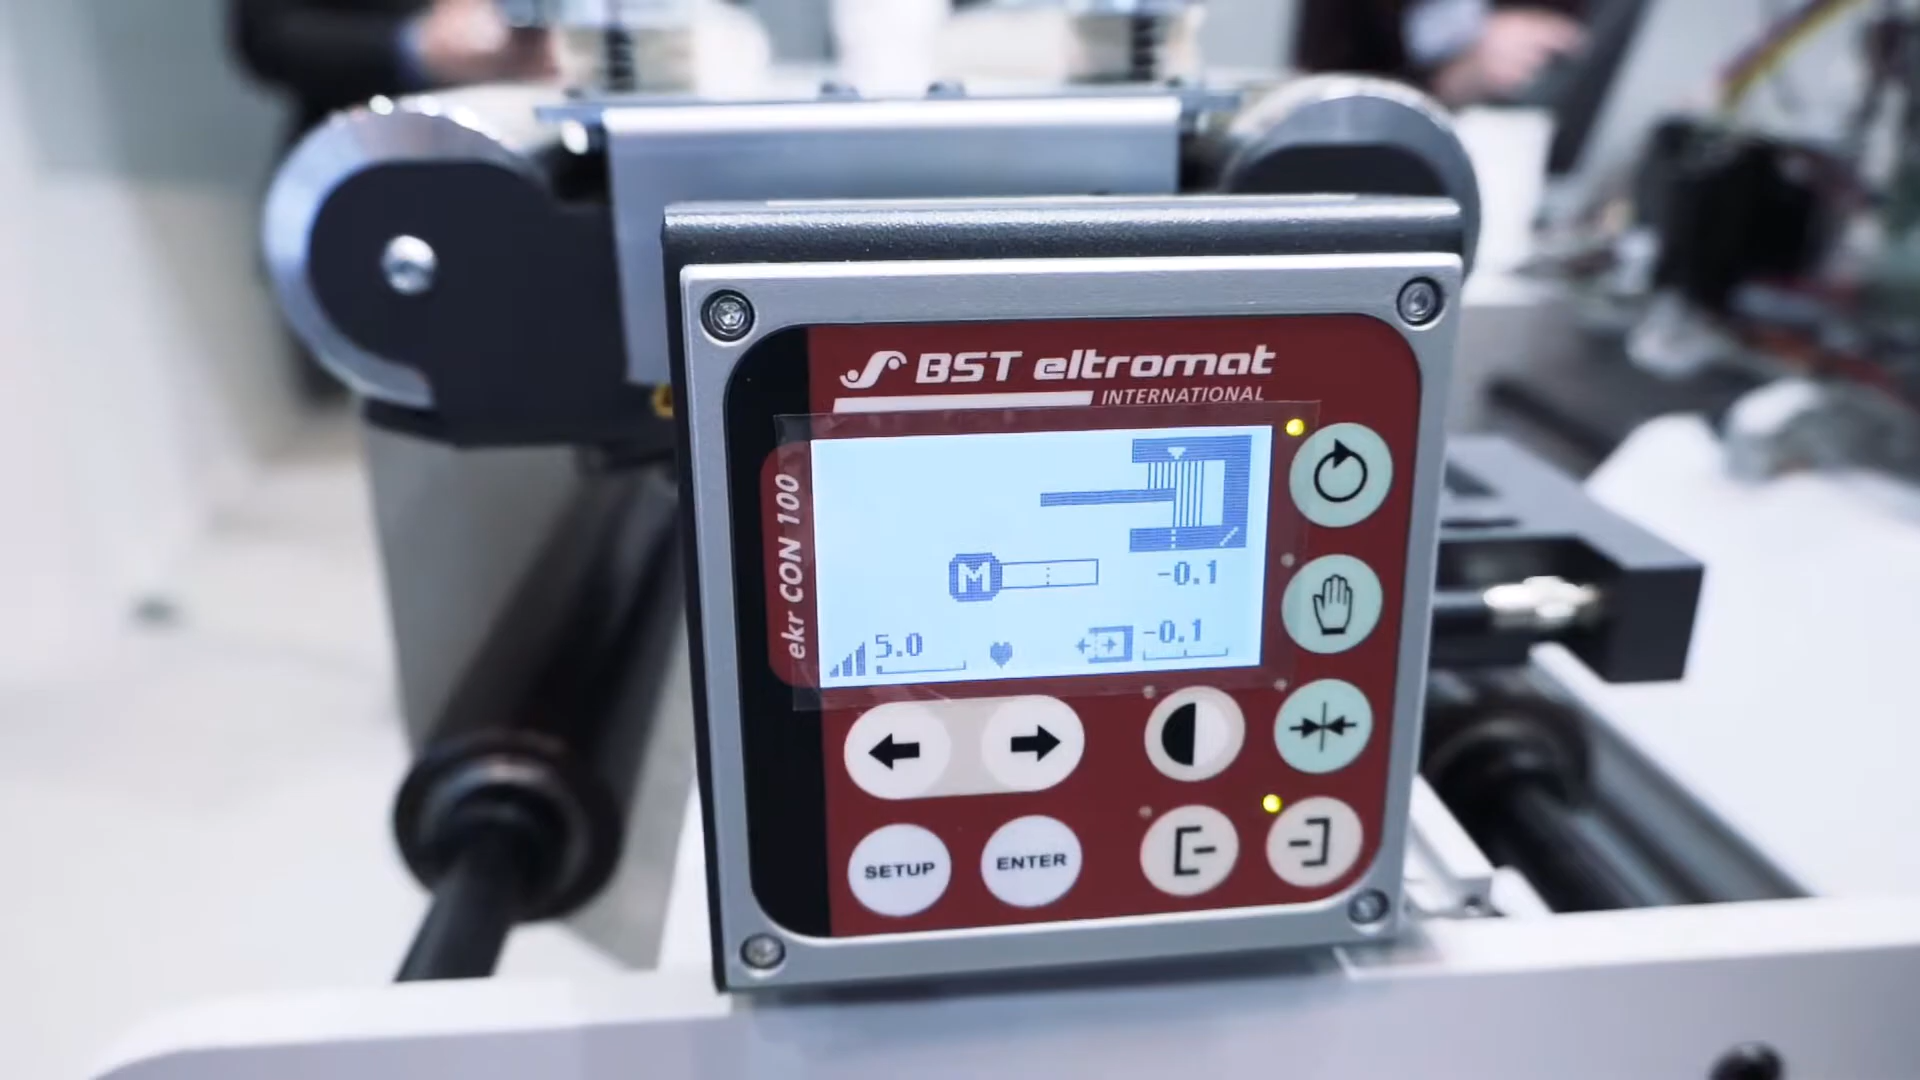 BST eltromat
INTERNATIONAL
ekr CON 100
M
-0.1
5.0
-0.1
SETUP
ENTER